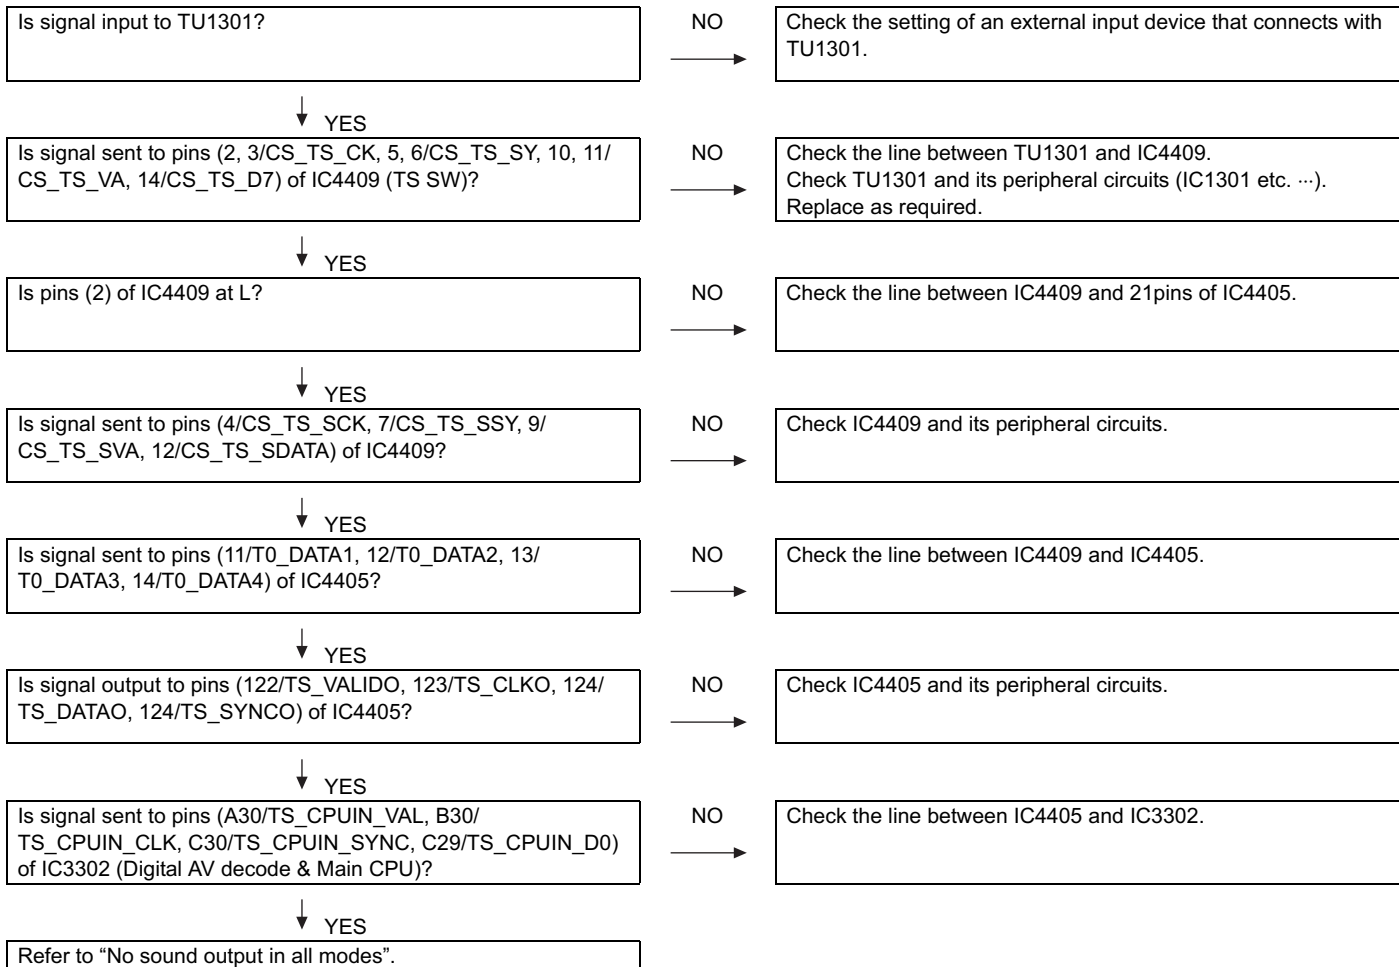 Is signal input to TU1301?
NO
Check the setting of an external input device that connects with
TU1301.
YES
Is signal sent to pins (2, 3/CS_TS_CK, 5, 6/CS_TS_SY, 10, 11/
CS_TS_VA, 14/CS_TS_D7) of IC4409 (TS SW)?
NO
Check the line between TU1301 and IC4409.
Check TU1301 and its peripheral circuits (IC1301 etc. ···).
Replace as required.
YES
Is pins (2) of IC4409 at L?
NO
Check the line between IC4409 and 21pins of IC4405.
YES
Is signal sent to pins (4/CS_TS_SCK, 7/CS_TS_SSY, 9/
CS_TS_SVA, 12/CS_TS_SDATA) of IC4409?
NO
Check IC4409 and its peripheral circuits.
YES
Is signal sent to pins (11/T0_DATA1, 12/T0_DATA2, 13/
T0_DATA3, 14/T0_DATA4) of IC4405?
NO
Check the line between IC4409 and IC4405.
YES
Is signal output to pins (122/TS_VALIDO, 123/TS_CLKO, 124/
TS_DATAO, 124/TS_SYNCO) of IC4405?
NO
Check IC4405 and its peripheral circuits.
YES
Is signal sent to pins (A30/TS_CPUIN_VAL, B30/
TS_CPUIN_CLK, C30/TS_CPUIN_SYNC, C29/TS_CPUIN_D0)
of IC3302 (Digital AV decode & Main CPU)?
NO
Check the line between IC4405 and IC3302.
YES
Refer to “No sound output in all modes”.